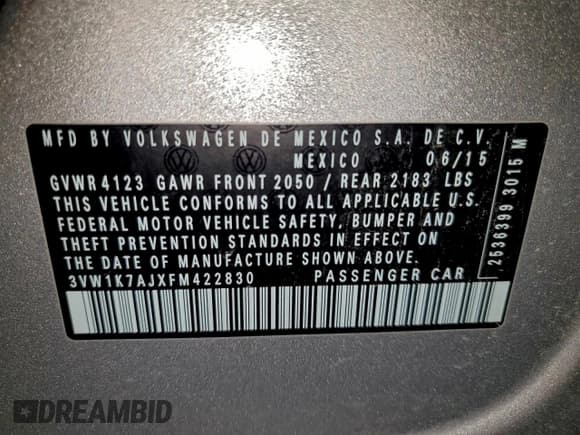 MFD BY VOLKSWAGEN DE MEXICO S.A. DE C.V.
MEXICO 06/15
GVWR 4123 GAWR FRONT 2050 / REAR 2183 LBS
THIS VEHICLE CONFORMS TO ALL APPLICABLE U.S.
FEDERAL MOTOR VEHICLE SAFETY, BUMPER AND
THEFT PREVENTION STANDARDS IN EFFECT ON
THE DATE OF MANUFACTURE SHOWN ABOVE.
3VW1K7AJXFM422830 PASSENGER CAR
2536399 3015 M
DREAMBID